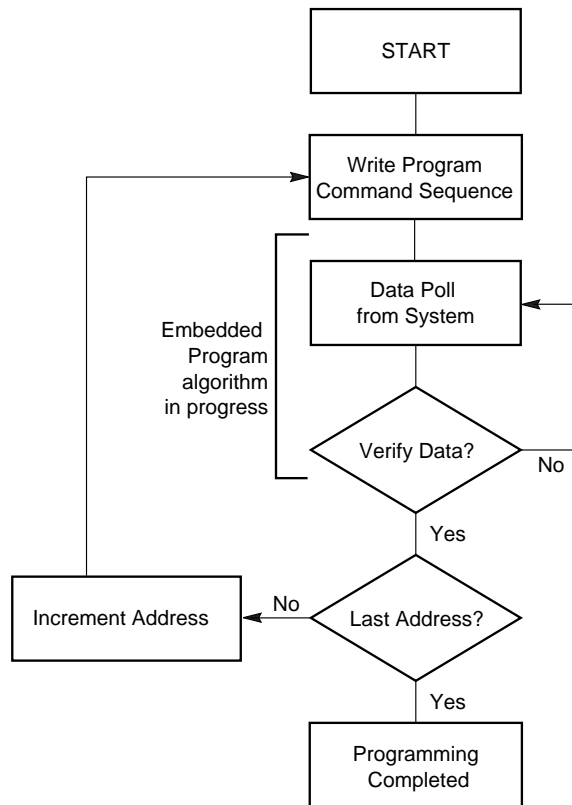 START
Write Program
Command Sequence
Data Poll
from System
Embedded
Program
algorithm
in progress
Verify Data?
No
Yes
Increment Address
No
Last Address?
Yes
Programming
Completed